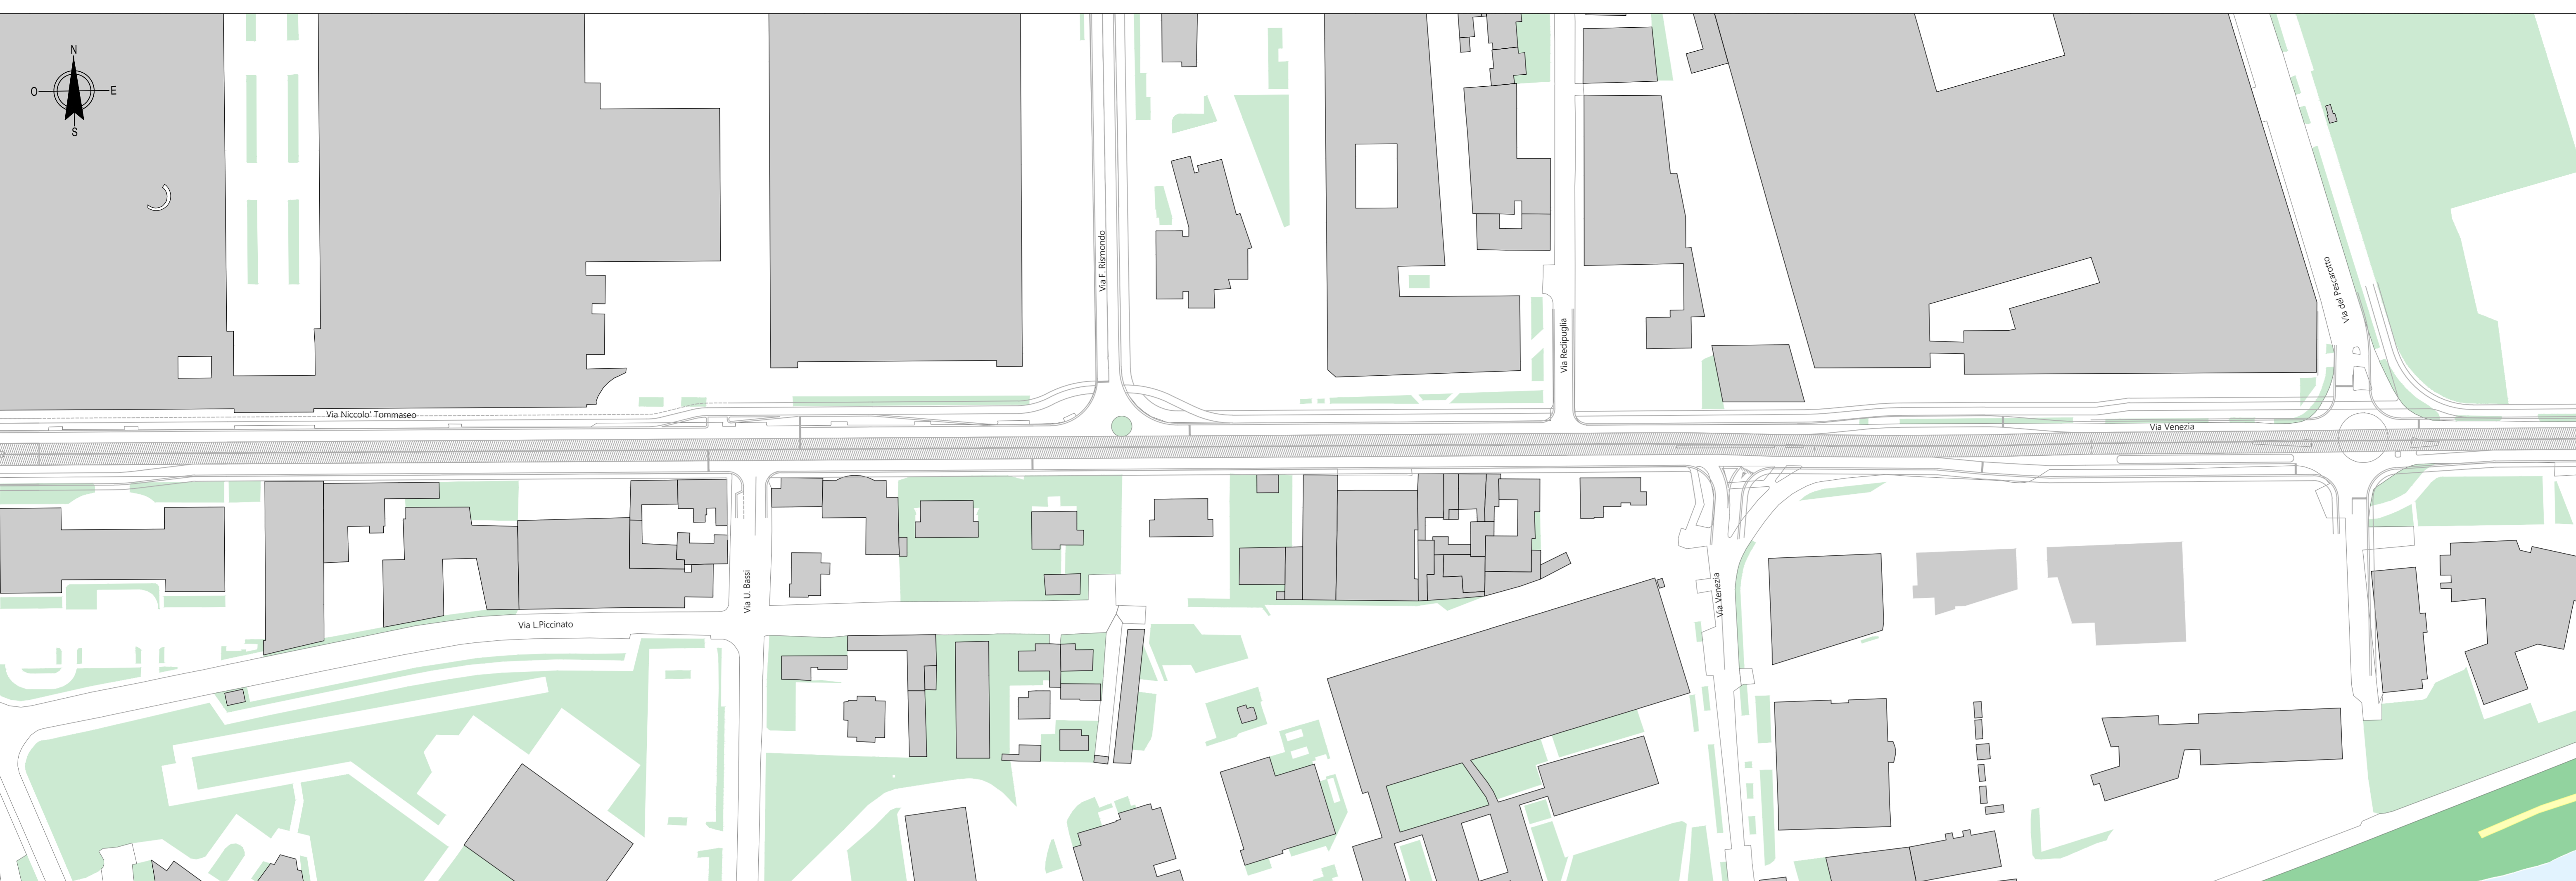 N
O
E
S
Via F. Rismondo
Via Redipuglia
Via del Pescarotto
Via Niccolo' Tommaseo
Via Venezia
Via U. Bassi
Via L.Piccinato
Via Venezia